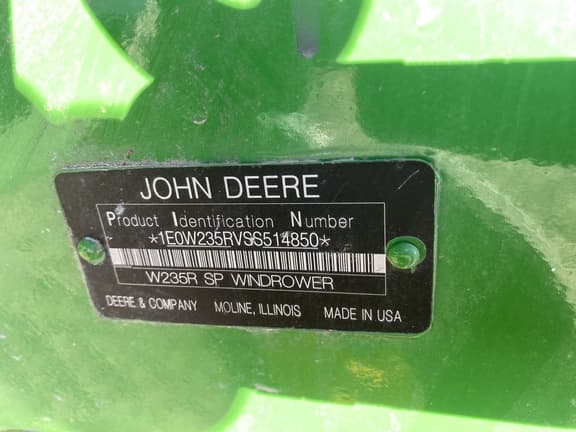 JOHN DEERE
Product Identification Number
*1E0W235RVSS514850*
W235R SP WINDROWER
DEERE & COMPANY MOLINE, ILLINOIS MADE IN USA